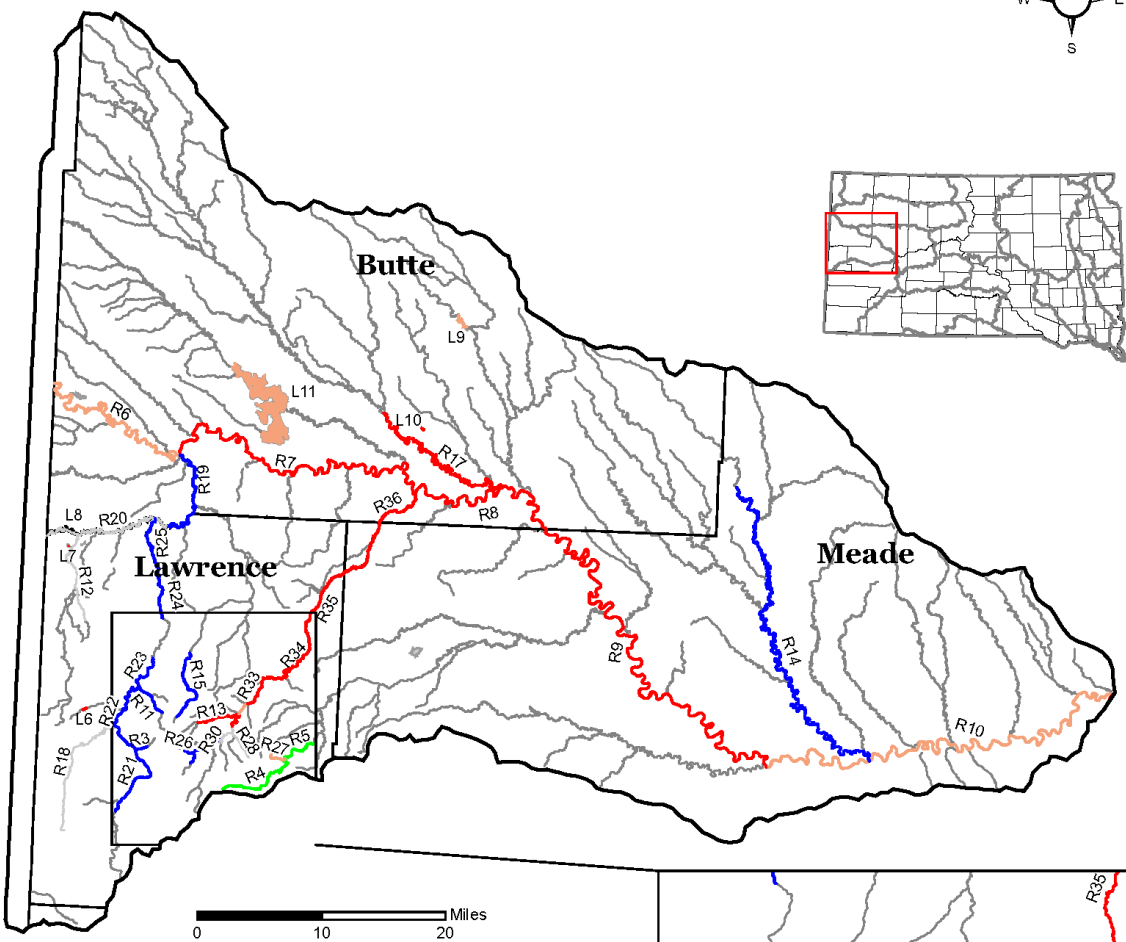 W
E
S
Butte
L9
L11
R6
L10
R17
R7
R19
R36
R8
L8
R20
L7
R25
Lawrence
Meade
R12
R24
R35
R14
R34
R9
R23
R15
R33
L6
R22
R11
R13
R10
R3
R26
R30
R28
R27
R5
R18
R21
R4
R35
Miles
0
10
20